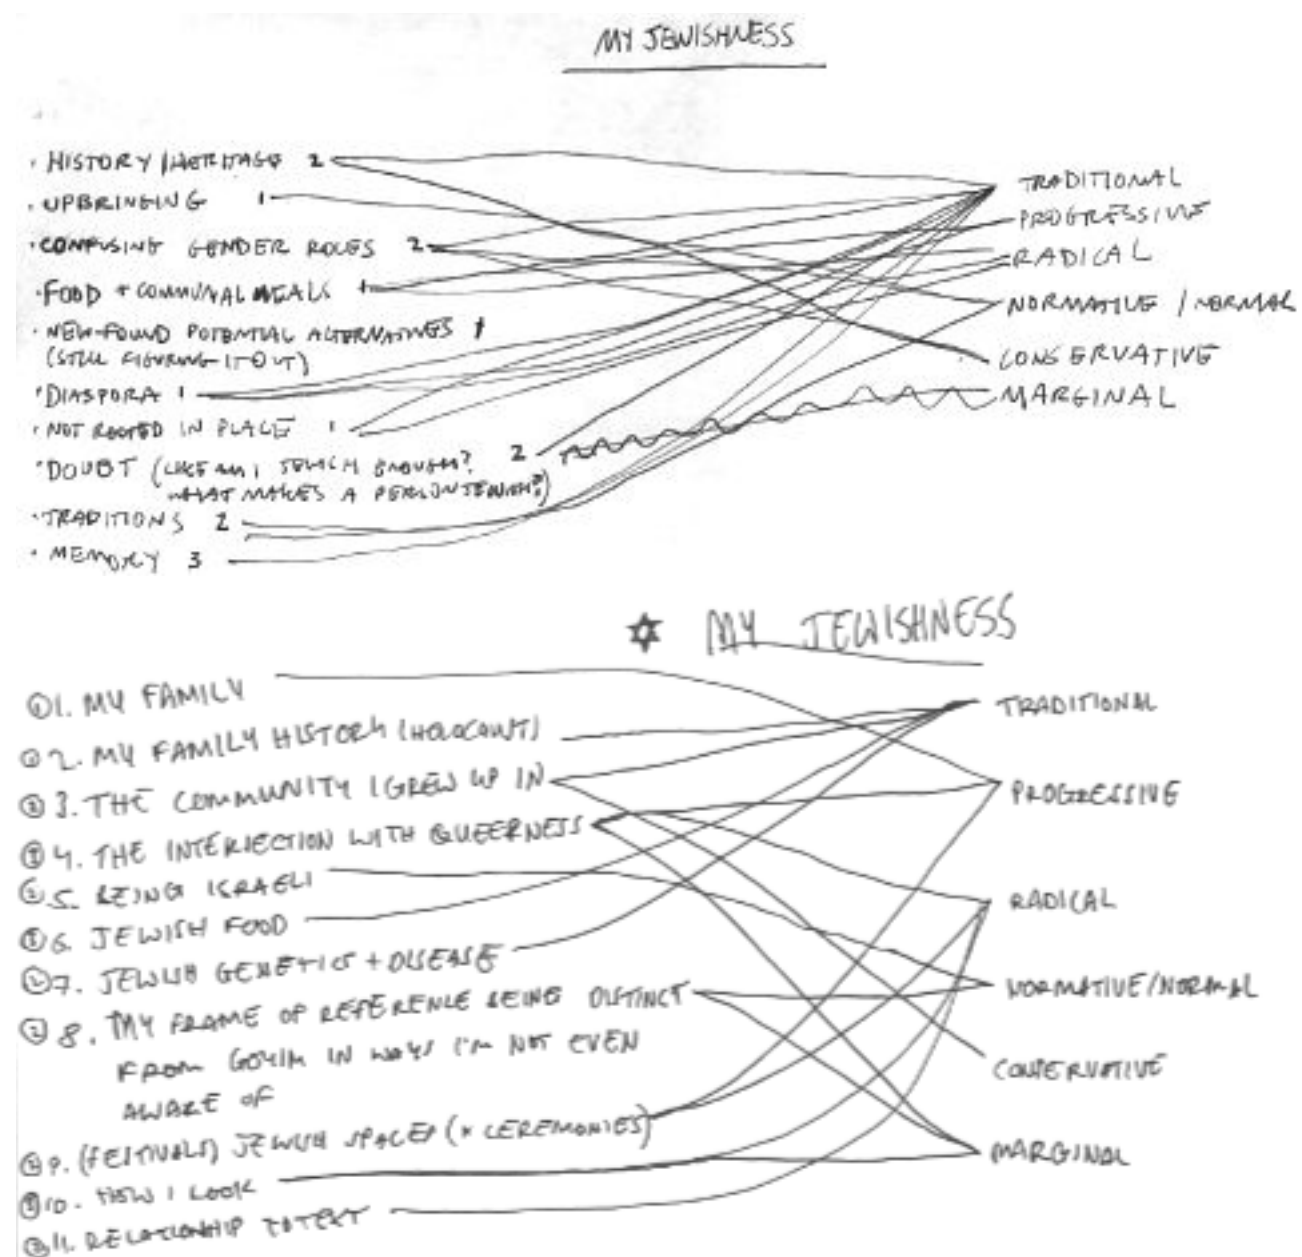 MY JEWISHNESS
· HISTORY / HERITAGE 2
· UPBRINGING 1
· CONFUSING GENDER ROLES 2
· FOOD + COMMUNAL MEALS 1
· NEW-FOUND POTENTIAL ALTERNATIVES 1
(STILL FIGURING IT OUT)
· DIASPORA 1
· NOT ROOTED IN PLACE 1
· DOUBT (LIKE AM I JEWISH ENOUGH? 2
WHAT MAKES A PERSON JEWISH?)
· TRADITIONS 2
· MEMORY 3
TRADITIONAL
PROGRESSIVE
RADICAL
NORMATIVE / NORMAL
CONSERVATIVE
MARGINAL
✡ MY JEWISHNESS
1. MY FAMILY
2. MY FAMILY HISTORY (HOLOCAUST)
3. THE COMMUNITY I GREW UP IN
4. THE INTERSECTION WITH QUEERNESS
5. BEING ISRAELI
6. JEWISH FOOD
7. JEWISH GENETICS + DISEASE
8. MY FRAME OF REFERENCE BEING DISTINCT
FROM GOYIM IN WAYS I'M NOT EVEN
AWARE OF
9. (FESTIVALS) JEWISH SPACES (+ CEREMONIES)
10. HOW I LOOK
11. RELATIONSHIP TO TEXT
TRADITIONAL
PROGRESSIVE
RADICAL
NORMATIVE/NORMAL
CONSERVATIVE
MARGINAL